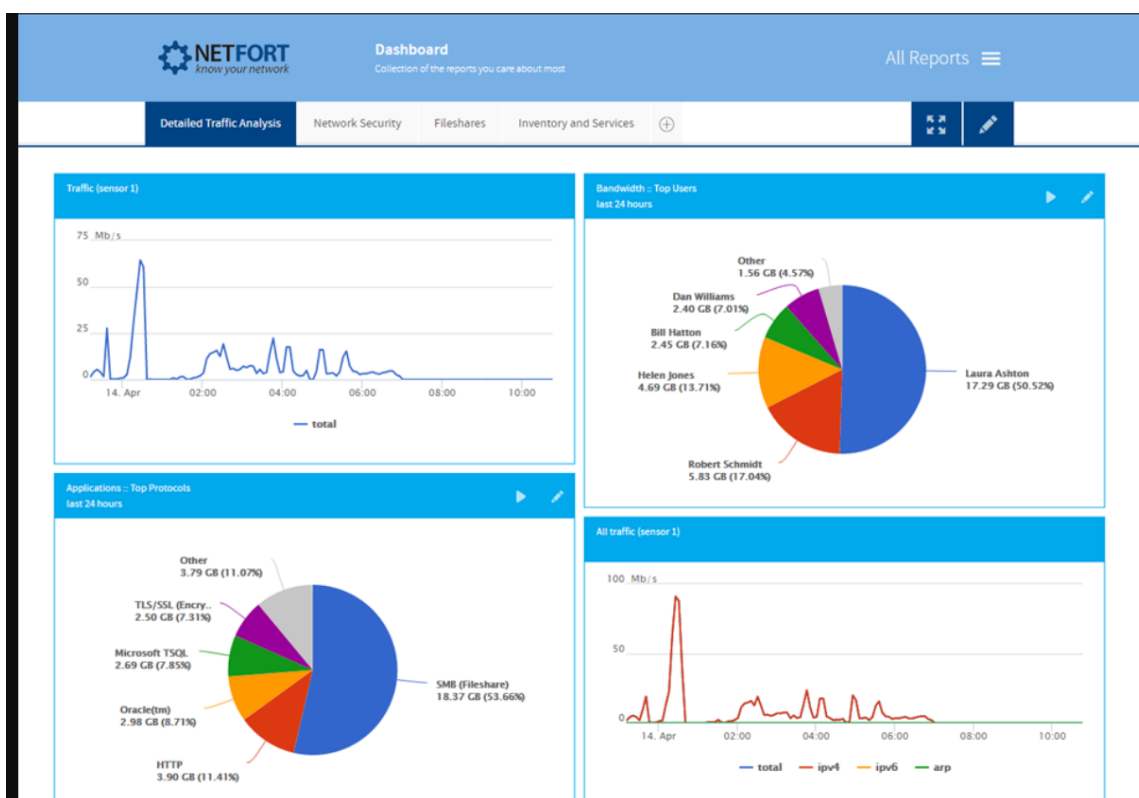 NETFORT
know your network
Dashboard
Collection of the reports you care about most
All Reports
Detailed Traffic Analysis
Network Security
Fileshares
Inventory and Services
Traffic (sensor 1)
75 Mb/s
50
25
0
14. Apr
02:00
04:00
06:00
08:00
10:00
total
Bandwidth :: Top Users
last 24 hours
Other
1.56 GB (4.57%)
Dan Williams
2.40 GB (7.01%)
Bill Hatton
2.45 GB (7.16%)
Helen Jones
4.69 GB (13.71%)
Laura Ashton
17.29 GB (50.52%)
Robert Schmidt
5.83 GB (17.04%)
Applications :: Top Protocols
last 24 hours
Other
3.79 GB (11.07%)
TLS/SSL (Encry..
2.50 GB (7.31%)
Microsoft TSQL
2.69 GB (7.85%)
Oracle(tm)
2.98 GB (8.71%)
SMB (Fileshare)
18.37 GB (53.66%)
HTTP
3.90 GB (11.41%)
All traffic (sensor 1)
100 Mb/s
50
0
14. Apr
02:00
04:00
06:00
08:00
10:00
total
ipv4
ipv6
arp